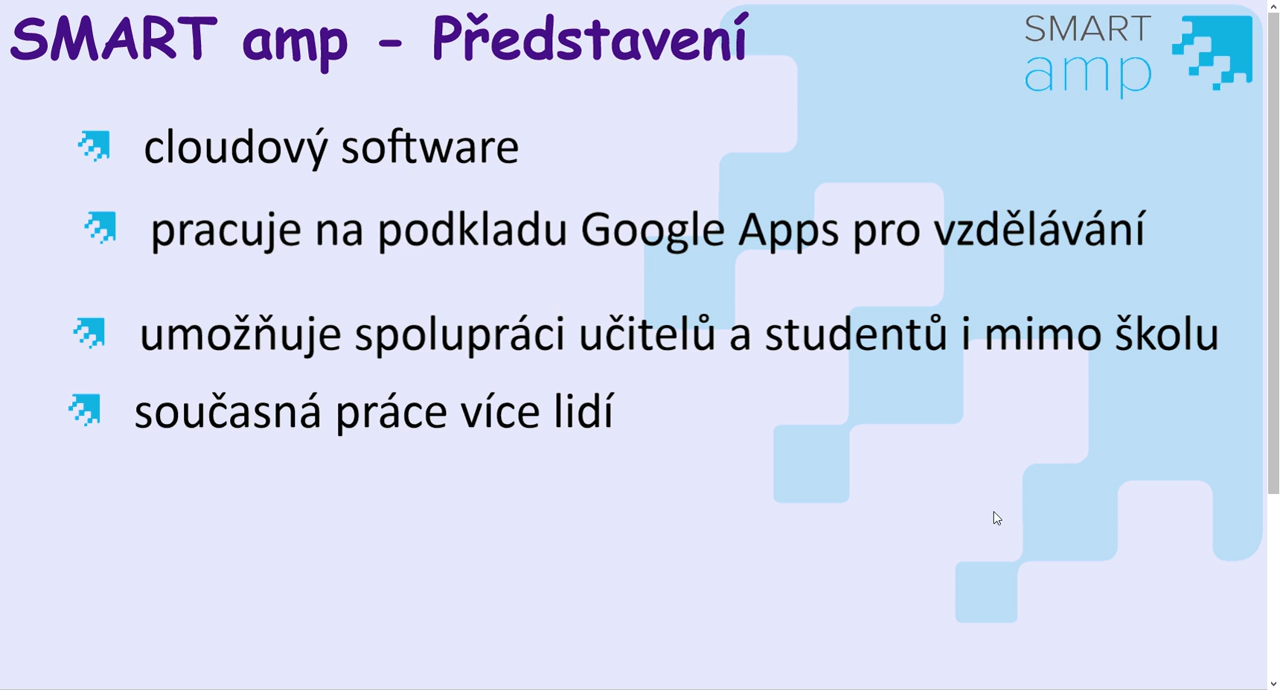 SMART amp - Představení
SMART
amp
cloudový software
pracuje na podkladu Google Apps pro vzdělávání
umožňuje spolupráci učitelů a studentů i mimo školu
současná práce více lidí